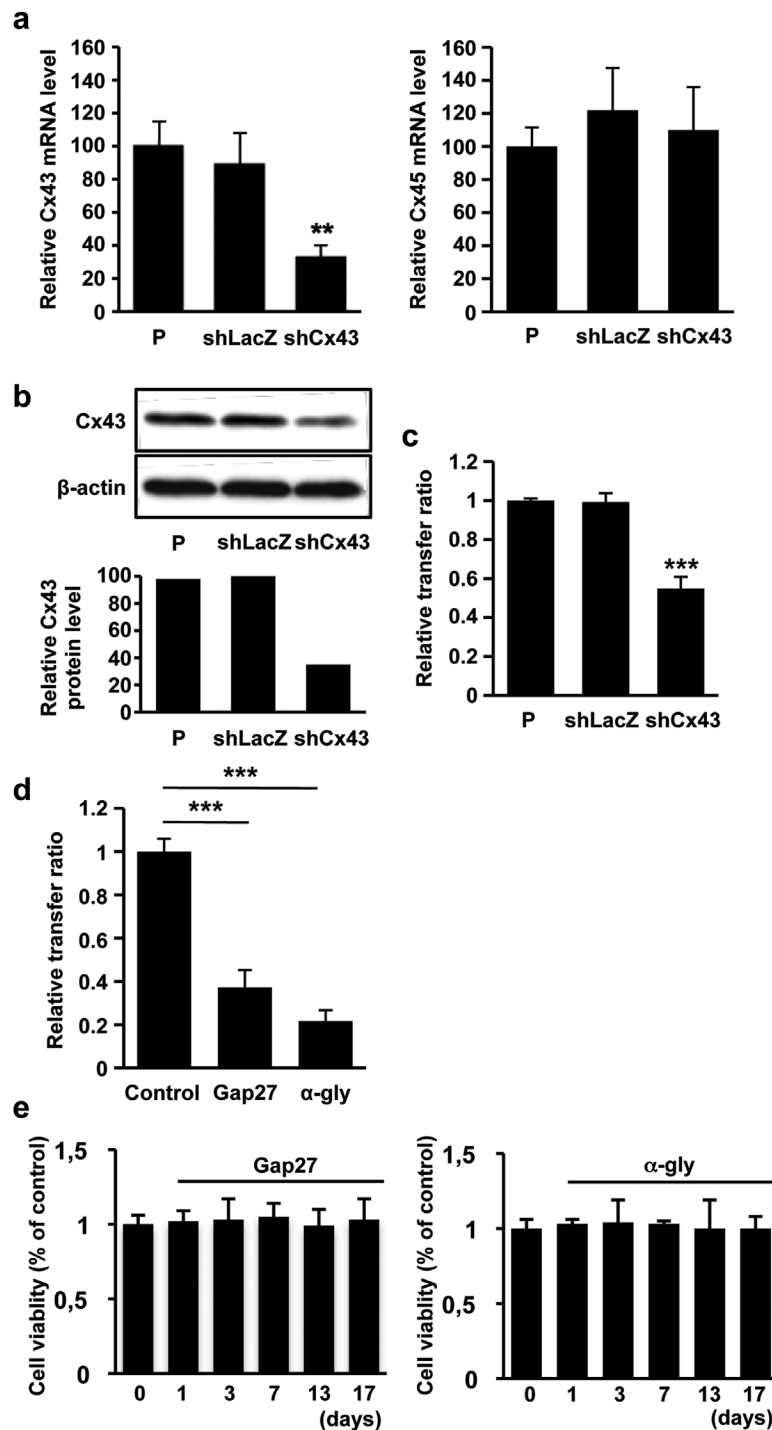 a
Relative Cx43 mRNA level
160
140
120
100
80
60
40
20
0
**
P shLacZ shCx43
Relative Cx45 mRNA level
160
140
120
100
80
60
40
20
0
P shLacZ shCx43
b
Cx43
β-actin
P shLacZ shCx43
Relative Cx43
protein level
100
80
60
40
20
0
P shLacZ shCx43
c
Relative transfer ratio
1.2
1
0.8
0.6
0.4
0.2
0
***
P shLacZ shCx43
d
Relative transfer ratio
1.2
1
0.8
0.6
0.4
0.2
0
***
***
Control Gap27 α-gly
e
Cell viablity (% of control)
1,5
1
0,5
0
Gap27
0 1 3 7 13 17
(days)
Cell viablity (% of control)
1,5
1
0,5
0
α-gly
0 1 3 7 13 17
(days)